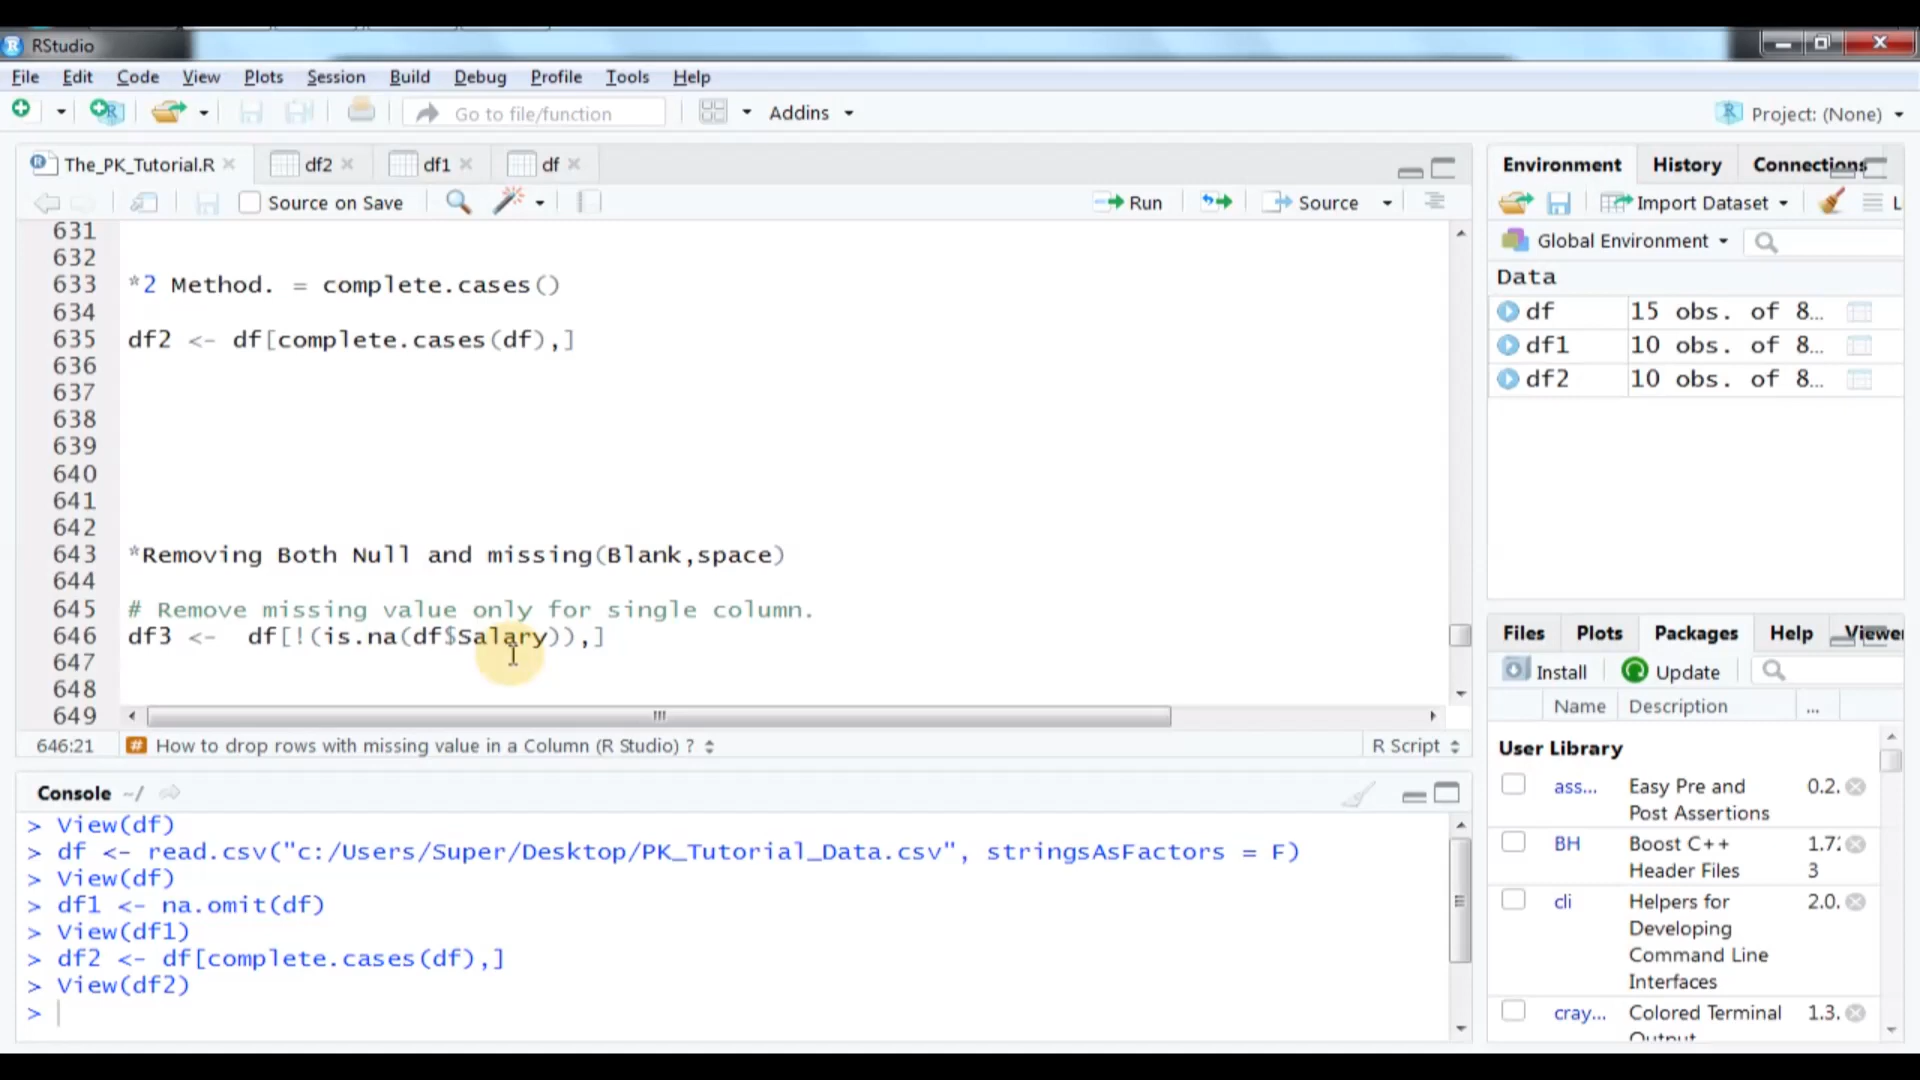 RStudio
File Edit Code View Plots Session Build Debug Profile Tools Help
Go to file/function Addins Project: (None)
The_PK_Tutorial.R df2 df1 df
Source on Save Run Source
631
632
633 *2 Method. = complete.cases()
634
635 df2 <- df[complete.cases(df),]
636
637
638
639
640
641
642
643 *Removing Both Null and missing(Blank,space)
644
645 # Remove missing value only for single column.
646 df3 <-  df[!(is.na(df$Salary)),]
647
648
649
646:21 # How to drop rows with missing value in a Column (R Studio) ? R Script
Console ~/
> View(df)
> df <- read.csv("c:/Users/Super/Desktop/PK_Tutorial_Data.csv", stringsAsFactors = F)
> View(df)
> df1 <- na.omit(df)
> View(df1)
> df2 <- df[complete.cases(df),]
> View(df2)
>
Environment History Connections
Import Dataset L
Global Environment
Data
df 15 obs. of 8…
df1 10 obs. of 8…
df2 10 obs. of 8…
Files Plots Packages Help Viewer
Install Update
Name Description ...
User Library
ass... Easy Pre and 0.2.
Post Assertions
BH Boost C++ 1.7:
Header Files 3
cli Helpers for 2.0.
Developing
Command Line
Interfaces
cray... Colored Terminal 1.3.
Output